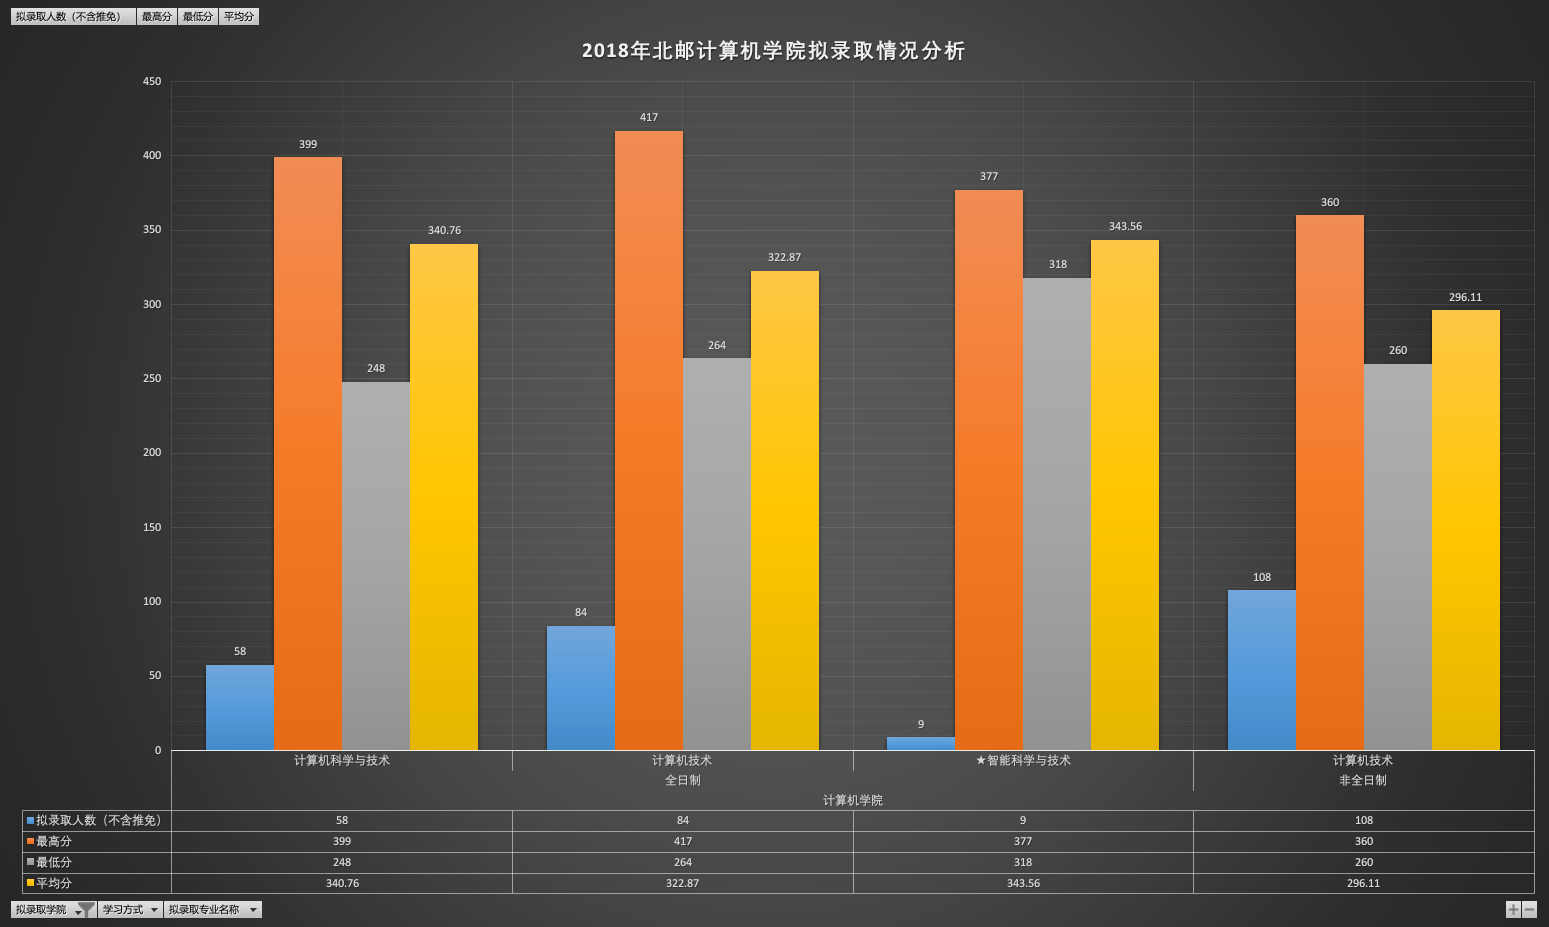 拟录取人数（不含推免） 最高分 最低分 平均分
2018年北邮计算机学院拟录取情况分析
450
400
350
300
250
200
150
100
50
0
58 399 248 340.76
84 417 264 322.87
9 377 318 343.56
108 360 260 296.11
计算机科学与技术 计算机技术 ★智能科学与技术 计算机技术
全日制 非全日制
计算机学院
拟录取人数（不含推免） 58 84 9 108
最高分 399 417 377 360
最低分 248 264 318 260
平均分 340.76 322.87 343.56 296.11
拟录取学院 学习方式 拟录取专业名称